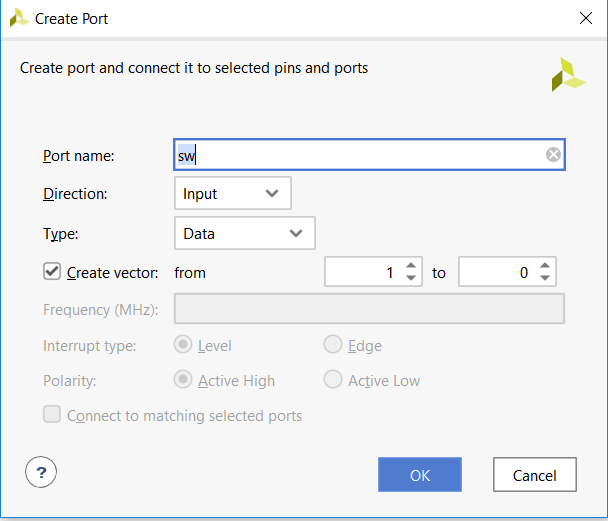 Create Port
Create port and connect it to selected pins and ports
Port name: sw
Direction: Input
Type: Data
Create vector: from 1 to 0
Frequency (MHz):
Interrupt type: Level Edge
Polarity: Active High Active Low
Connect to matching selected ports
? OK Cancel